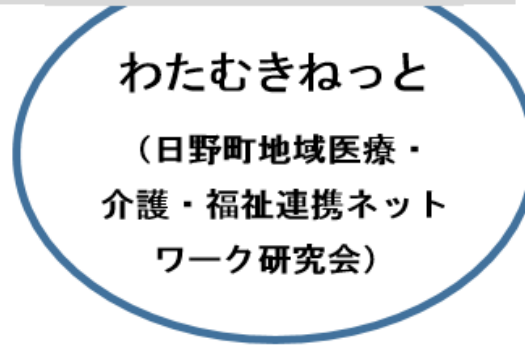 わたむきねっと
（日野町地域医療・
介護・福祉連携ネット
ワーク研究会）